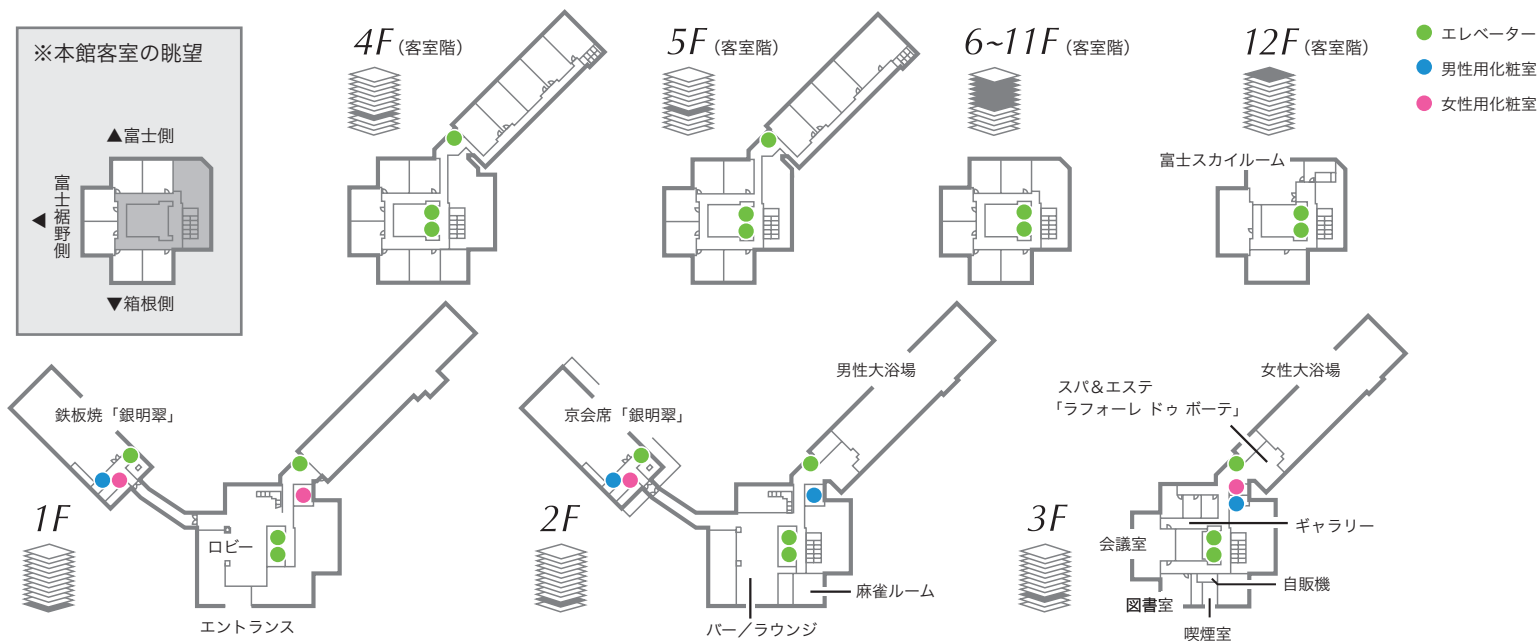 ※本館客室の眺望
▲富士側
◀富士裾野側
▼箱根側
4F (客室階)
5F (客室階)
6~11F (客室階)
12F (客室階)
富士スカイルーム
エレベーター
男性用化粧室
女性用化粧室
1F
鉄板焼「銀明翠」
ロビー
エントランス
2F
京会席「銀明翠」
男性大浴場
バー／ラウンジ
麻雀ルーム
3F
女性大浴場
スパ&エステ
「ラフォーレ ドゥ ボーテ」
ギャラリー
会議室
自販機
図書室
喫煙室